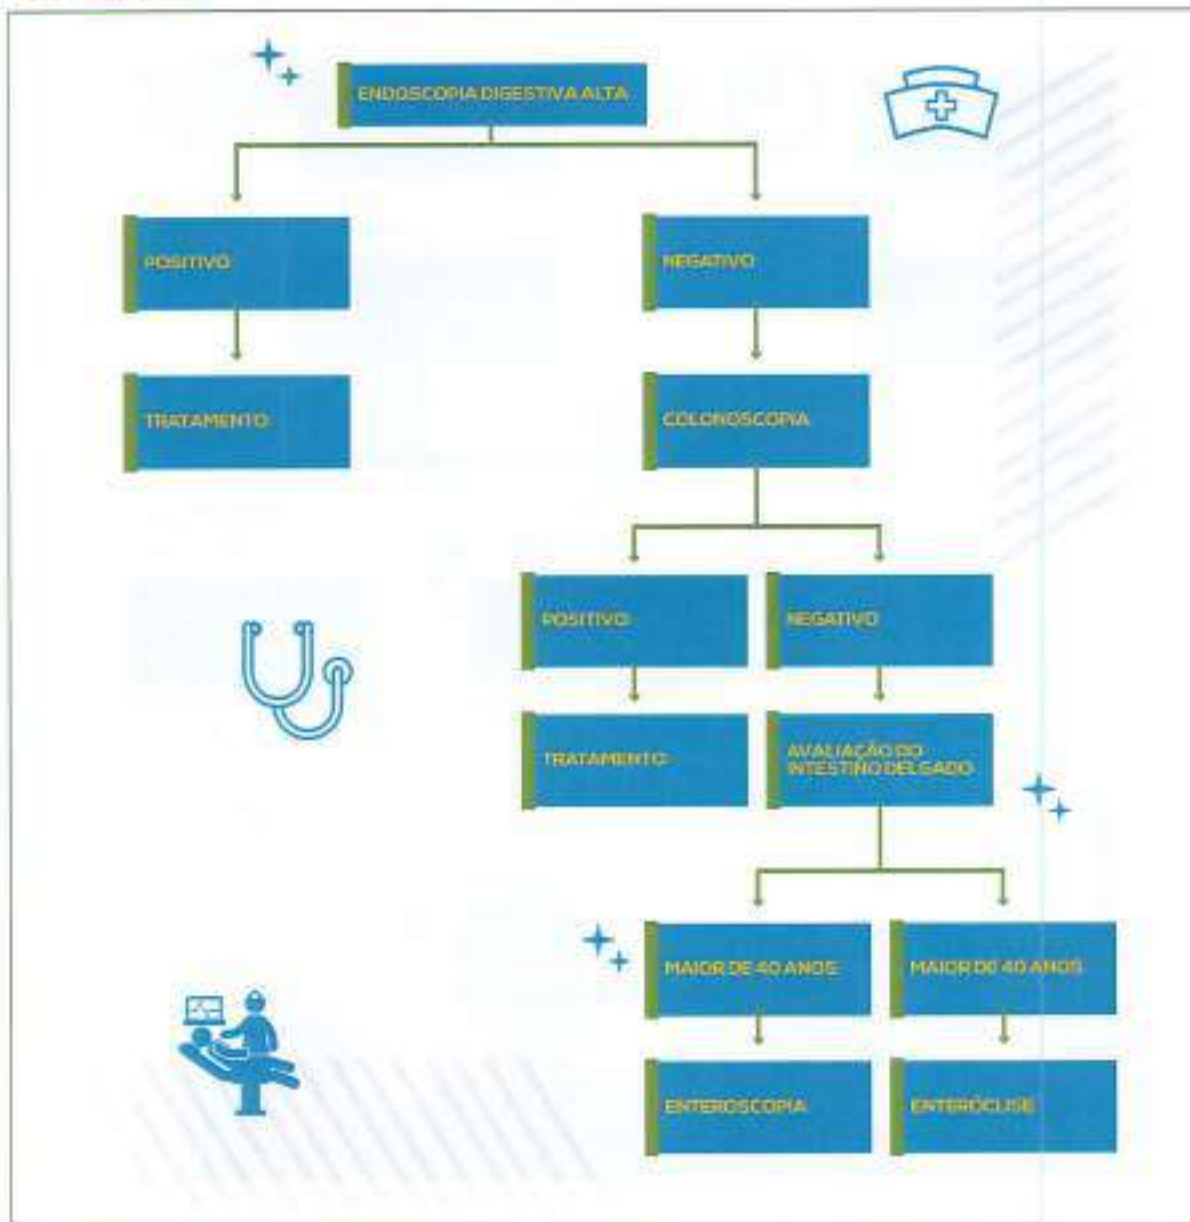 ENDOSCOPIA DIGESTIVA ALTA
POSITIVO
NEGATIVO
TRATAMENTO
COLONOSCOPIA
POSITIVO
NEGATIVO
TRATAMENTO
AVALIAÇÃO DO
INTESTINO DELGADO
MAIOR DE 40 ANOS
MAIOR DE 40 ANOS
ENTEROSCOPIA
ENTERÓCLISE